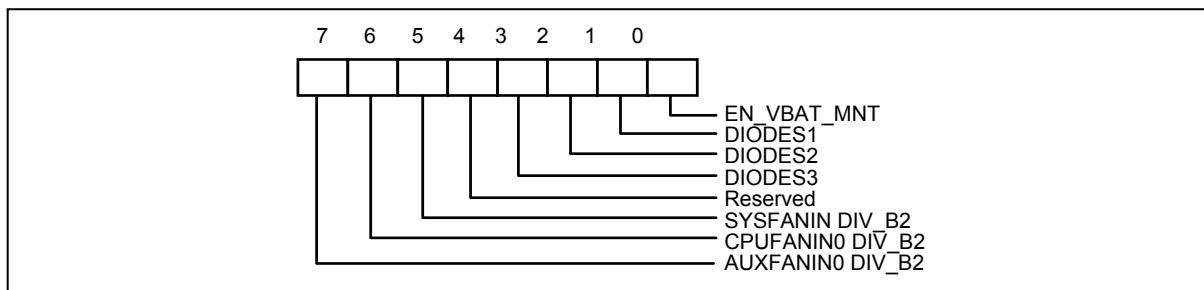 7 6 5 4 3 2 1 0
EN_VBAT_MNT
DIODES1
DIODES2
DIODES3
Reserved
SYSFANIN DIV_B2
CPUFANIN0 DIV_B2
AUXFANIN0 DIV_B2